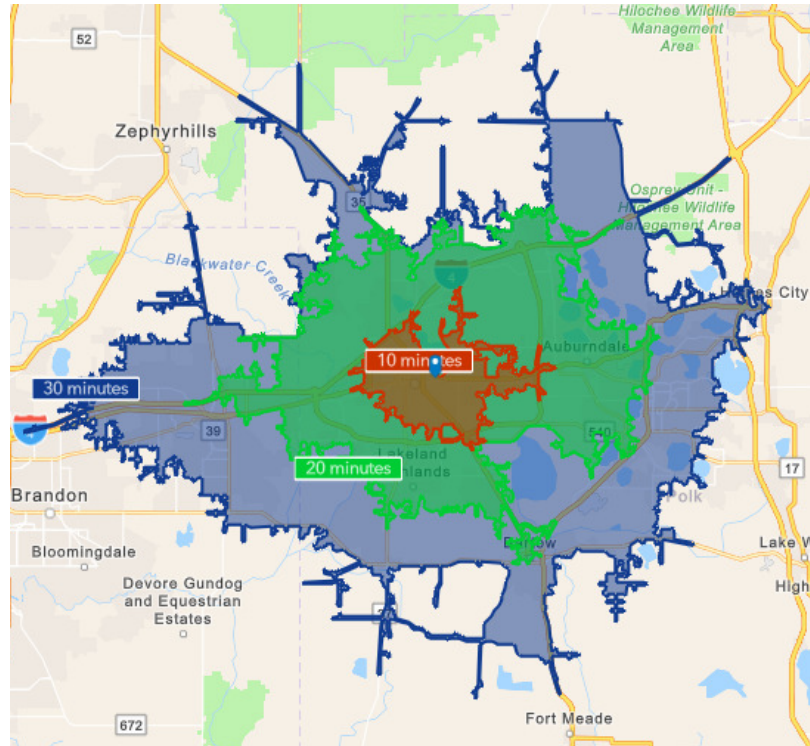 Hilochee Wildlife
Management
Area
52
Zephyrhills
35
Osprey Unit -
Hilochee Wildlife
Management Area
Blackwater Creek
4
Haines City
10 minutes
Auburndale
30 minutes
4
39
540
Lakeland
Highlands
20 minutes
17
Brandon
Polk
Bartow
Bloomingdale
Lake W
High
Devore Gundog
and Equestrian
Estates
37
Fort Meade
672